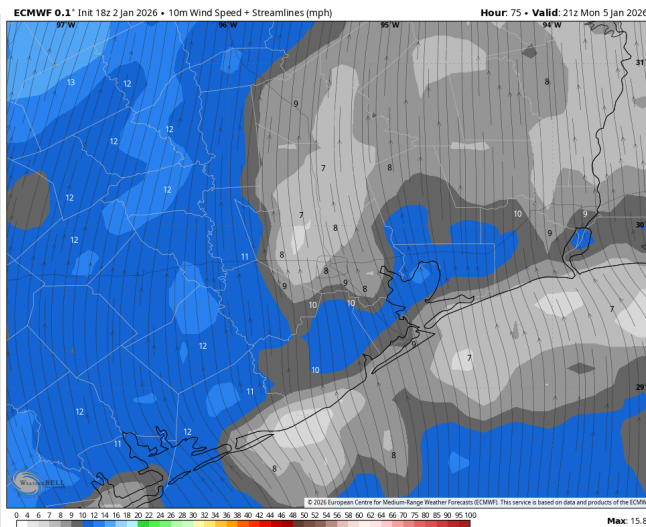 ECMWF 0.1° Init 18z 2 Jan 2026 • 10m Wind Speed + Streamlines (mph)
Hour: 75 • Valid: 21z Mon 5 Jan 2026
97°W 96°W 95°W 94°W
31°
13 12 8
9
12 12
7 8
12 12
7 10 9
30°
12 8 9
11 8
8
9 9 8
10 10
7
12 9
7
10
29°
11
12
11 12
8 8
WEATHERBELL
© 2026 European Centre for Medium-Range Weather Forecasts (ECMWF). This service is based on data and products of the ECMW
0 4 6 7 8 9 10 12 14 16 18 20 22 24 26 28 30 32 34 36 38 40 42 44 46 48 50 52 54 56 58 60 62 64 66 70 75 80 85 90 95 100
Max: 15.8